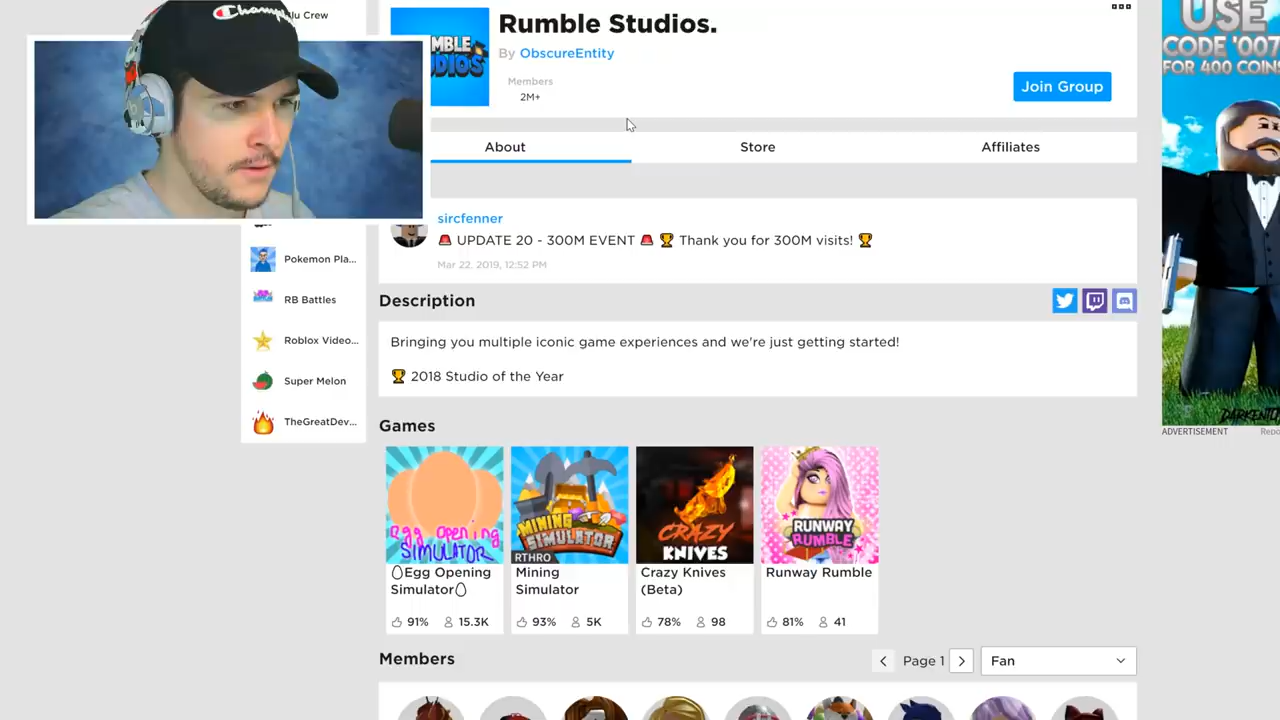 Champion
lu Crew
Rumble Studios.
By ObscureEntity
Members
2M+
Join Group
MBLE
UDIOS
USE
CODE '007
FOR 400 COINS
About
Store
Affiliates
sircfenner
🚨 UPDATE 20 - 300M EVENT 🚨 🏆 Thank you for 300M visits! 🏆
Mar 22, 2019, 12:52 PM
Pokemon Pla...
RB Battles
Roblox Video...
Super Melon
TheGreatDev...
Description
Bringing you multiple iconic game experiences and we're just getting started!
🏆 2018 Studio of the Year
DARKENTC
ADVERTISEMENT
Repo
Games
Egg Opening
SIMULATOR
MINING
SIMULATOR
RTHRO
CRAZY
KNIVES
RUNWAY
RUMBLE
🥚Egg Opening
Simulator🥚
Mining
Simulator
Crazy Knives
(Beta)
Runway Rumble
91% 15.3K
93% 5K
78% 98
81% 41
Members
Page 1
Fan